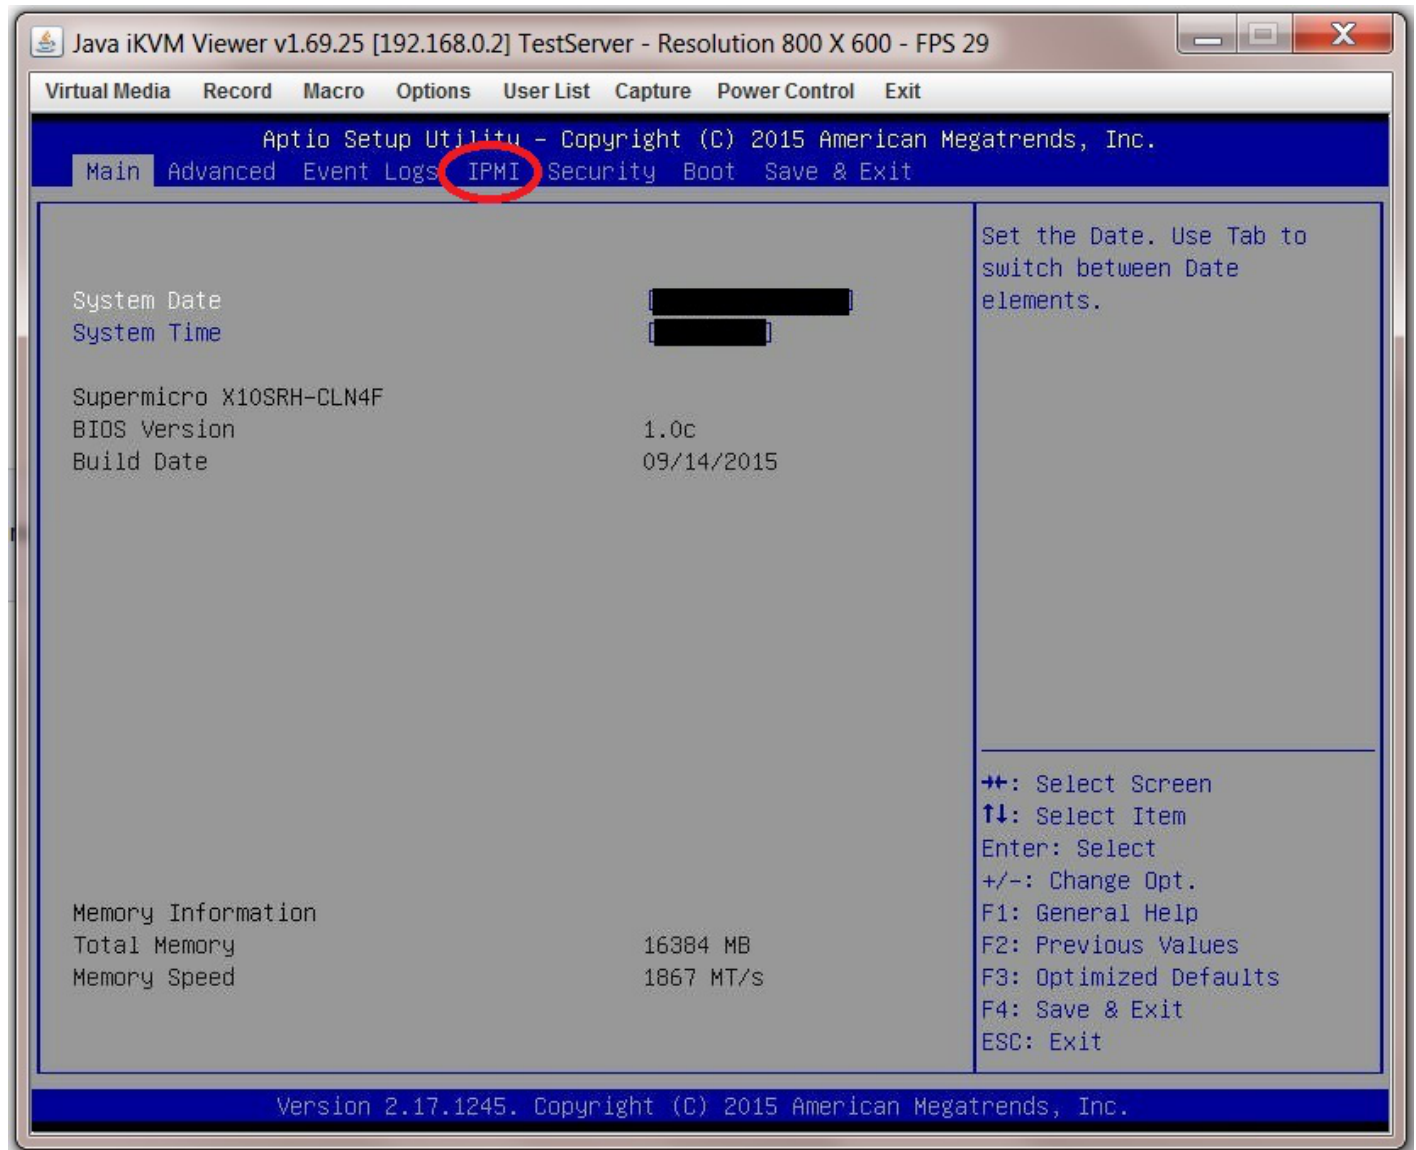 Java iKVM Viewer v1.69.25 [192.168.0.2] TestServer - Resolution 800 X 600 - FPS 29
Virtual Media Record Macro Options User List Capture Power Control Exit
Aptio Setup Utility – Copyright (C) 2015 American Megatrends, Inc.
Main Advanced Event Logs IPMI Security Boot Save & Exit
System Date [ ]
System Time [ ]
Supermicro X10SRH-CLN4F
BIOS Version 1.0c
Build Date 09/14/2015
Memory Information
Total Memory 16384 MB
Memory Speed 1867 MT/s
Set the Date. Use Tab to
switch between Date
elements.
→←: Select Screen
↑↓: Select Item
Enter: Select
+/-: Change Opt.
F1: General Help
F2: Previous Values
F3: Optimized Defaults
F4: Save & Exit
ESC: Exit
Version 2.17.1245. Copyright (C) 2015 American Megatrends, Inc.